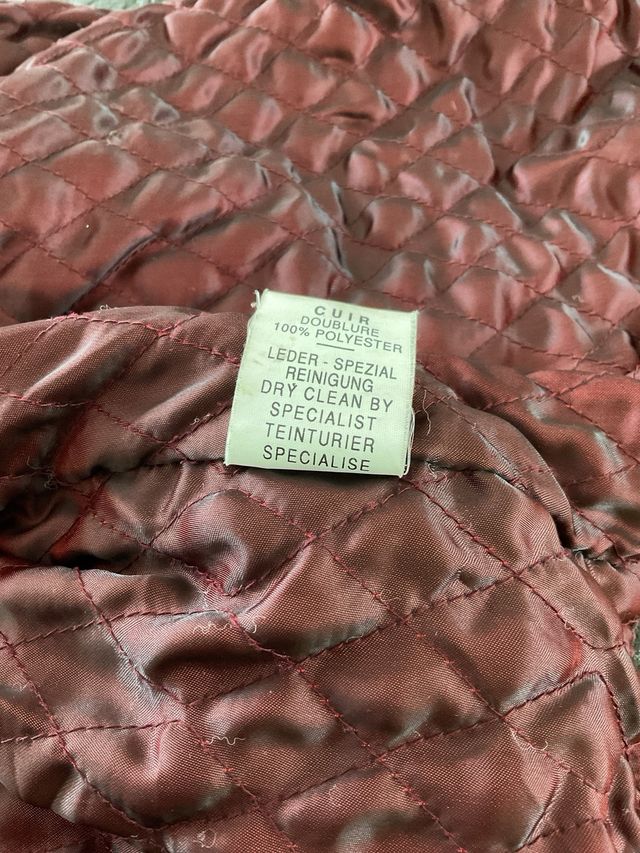 CUIR
DOUBLURE
100% POLYESTER
LEDER - SPEZIAL
REINIGUNG
DRY CLEAN BY
SPECIALIST
TEINTURIER
SPECIALISE